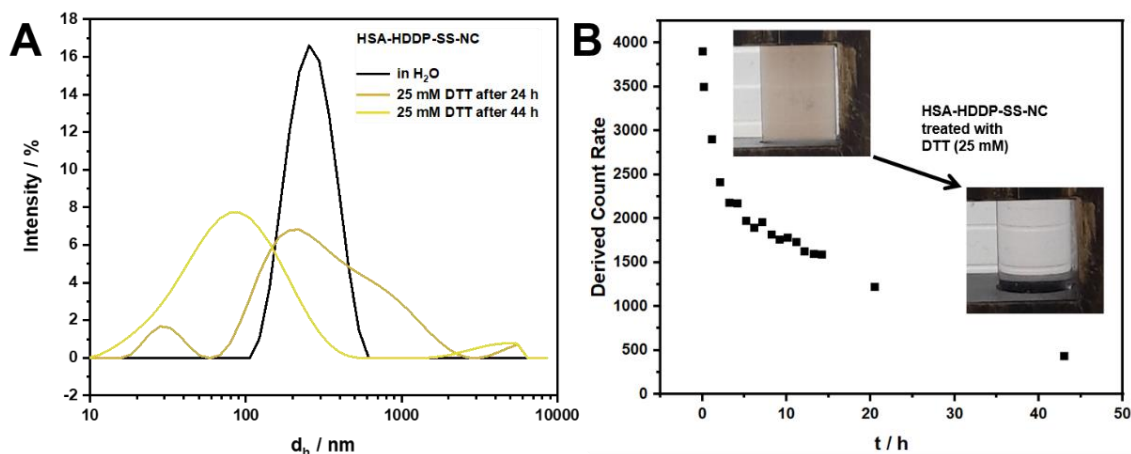 A
HSA-HDDP-SS-NC
in H₂O
25 mM DTT after 24 h
25 mM DTT after 44 h
Intensity / %
18
16
14
12
10
8
6
4
2
0
-2
10 100 1000 10000
dₕ / nm
B
HSA-HDDP-SS-NC
treated with
DTT (25 mM)
Derived Count Rate
4000
3500
3000
2500
2000
1500
1000
500
0
0 10 20 30 40 50
t / h